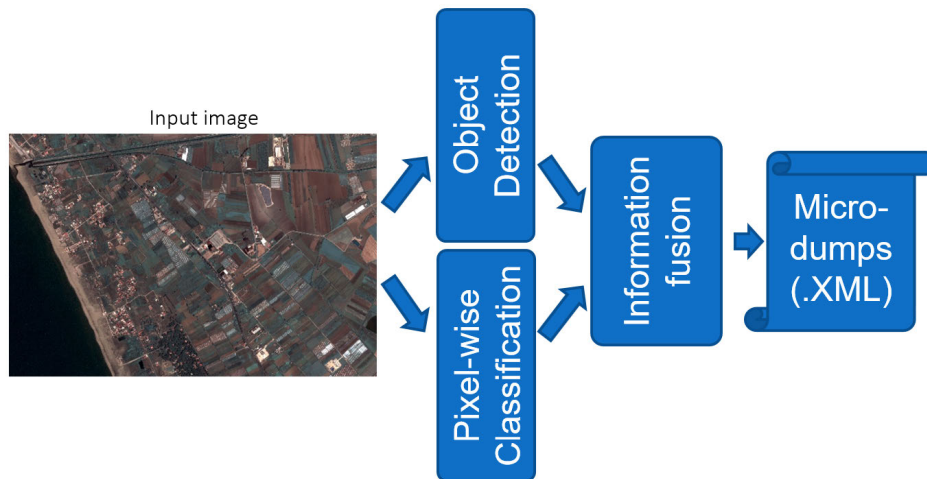 Input image
Object
Detection
Pixel-wise
Classification
Information
fusion
Micro-
dumps
(.XML)